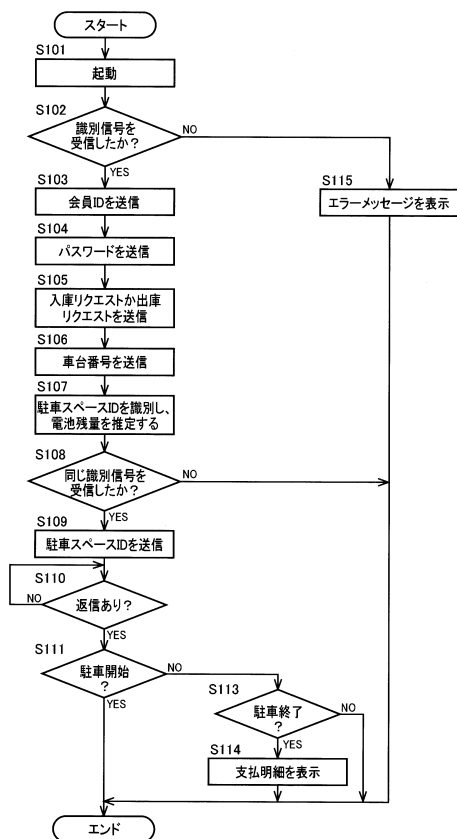 スタート
S101
起動
S102
識別信号を
受信したか?
NO
YES
S103
会員IDを送信
S115
エラーメッセージを表示
S104
パスワードを送信
S105
入庫リクエストか出庫
リクエストを送信
S106
車台番号を送信
S107
駐車スペースIDを識別し、
電池残量を推定する
S108
同じ識別信号を
受信したか?
NO
YES
S109
駐車スペースIDを送信
S110
返信あり?
NO
YES
S111
駐車開始
?
NO
YES
S113
駐車終了
?
NO
YES
S114
支払明細を表示
エンド